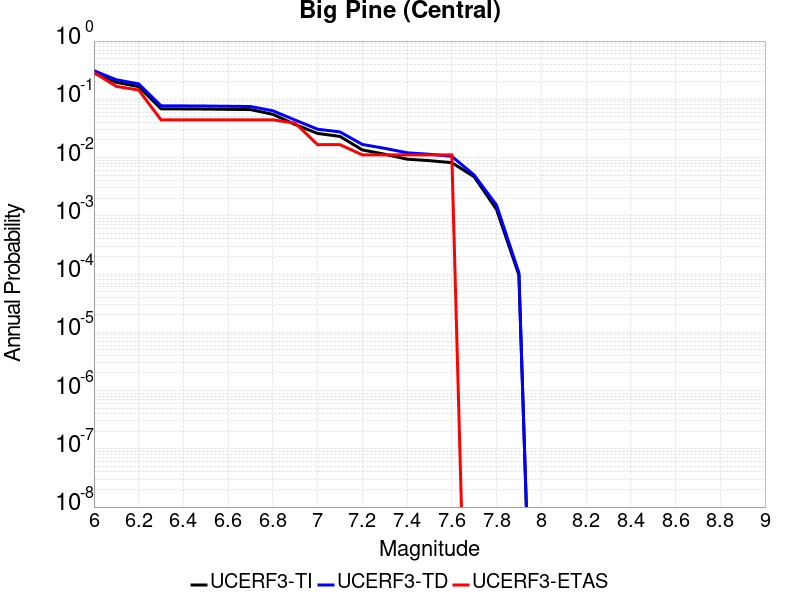 Big Pine (Central)
Annual Probability
10^0
10^-1
10^-2
10^-3
10^-4
10^-5
10^-6
10^-7
10^-8
6 6.2 6.4 6.6 6.8 7 7.2 7.4 7.6 7.8 8 8.2 8.4 8.6 8.8 9
Magnitude
UCERF3-TI UCERF3-TD UCERF3-ETAS